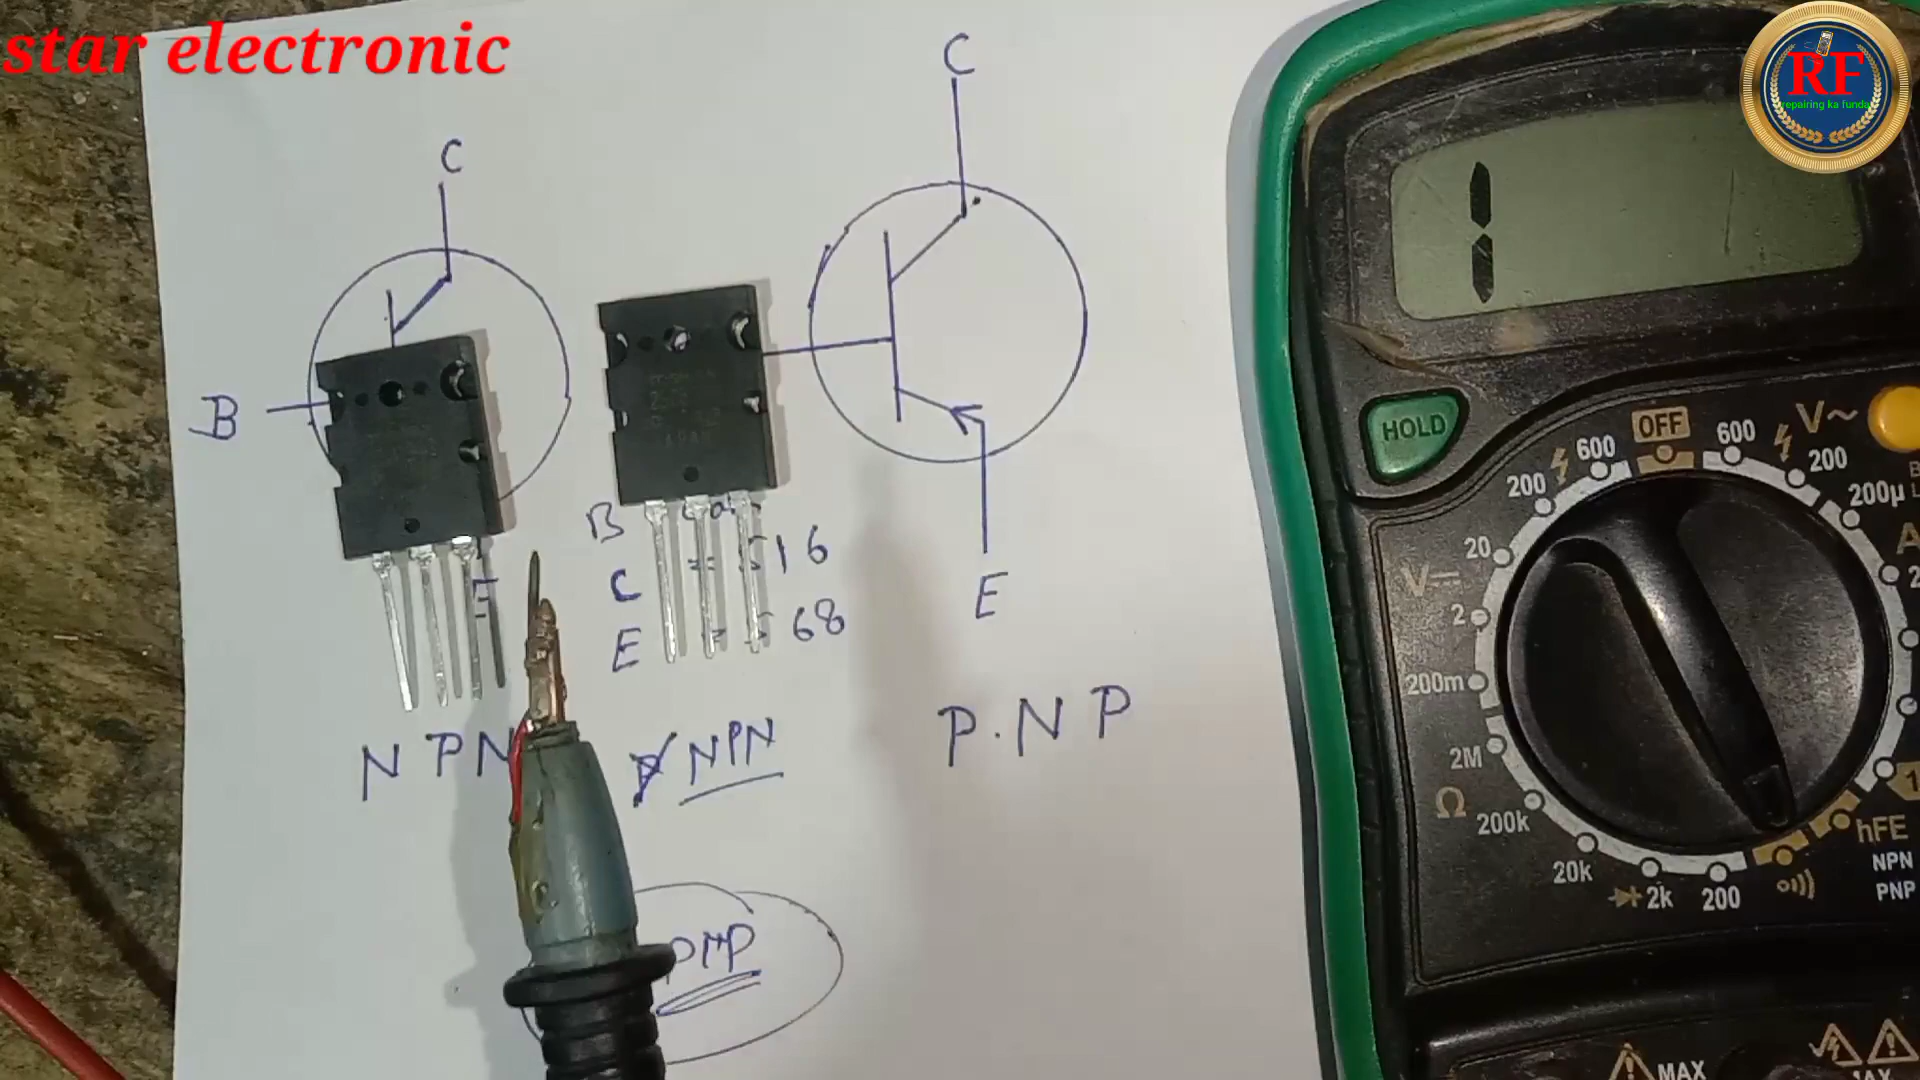 star electronic
RF
repairing ka funda
C
C
B
B
C
E
E
16
68
E
N P N
NPN
P.N P
PNP
1
HOLD
OFF
600
600
V~
200
200
200µ
20
V
2
200m
2M
Ω
200k
20k
2k
200
hFE
NPN
PNP
MAX